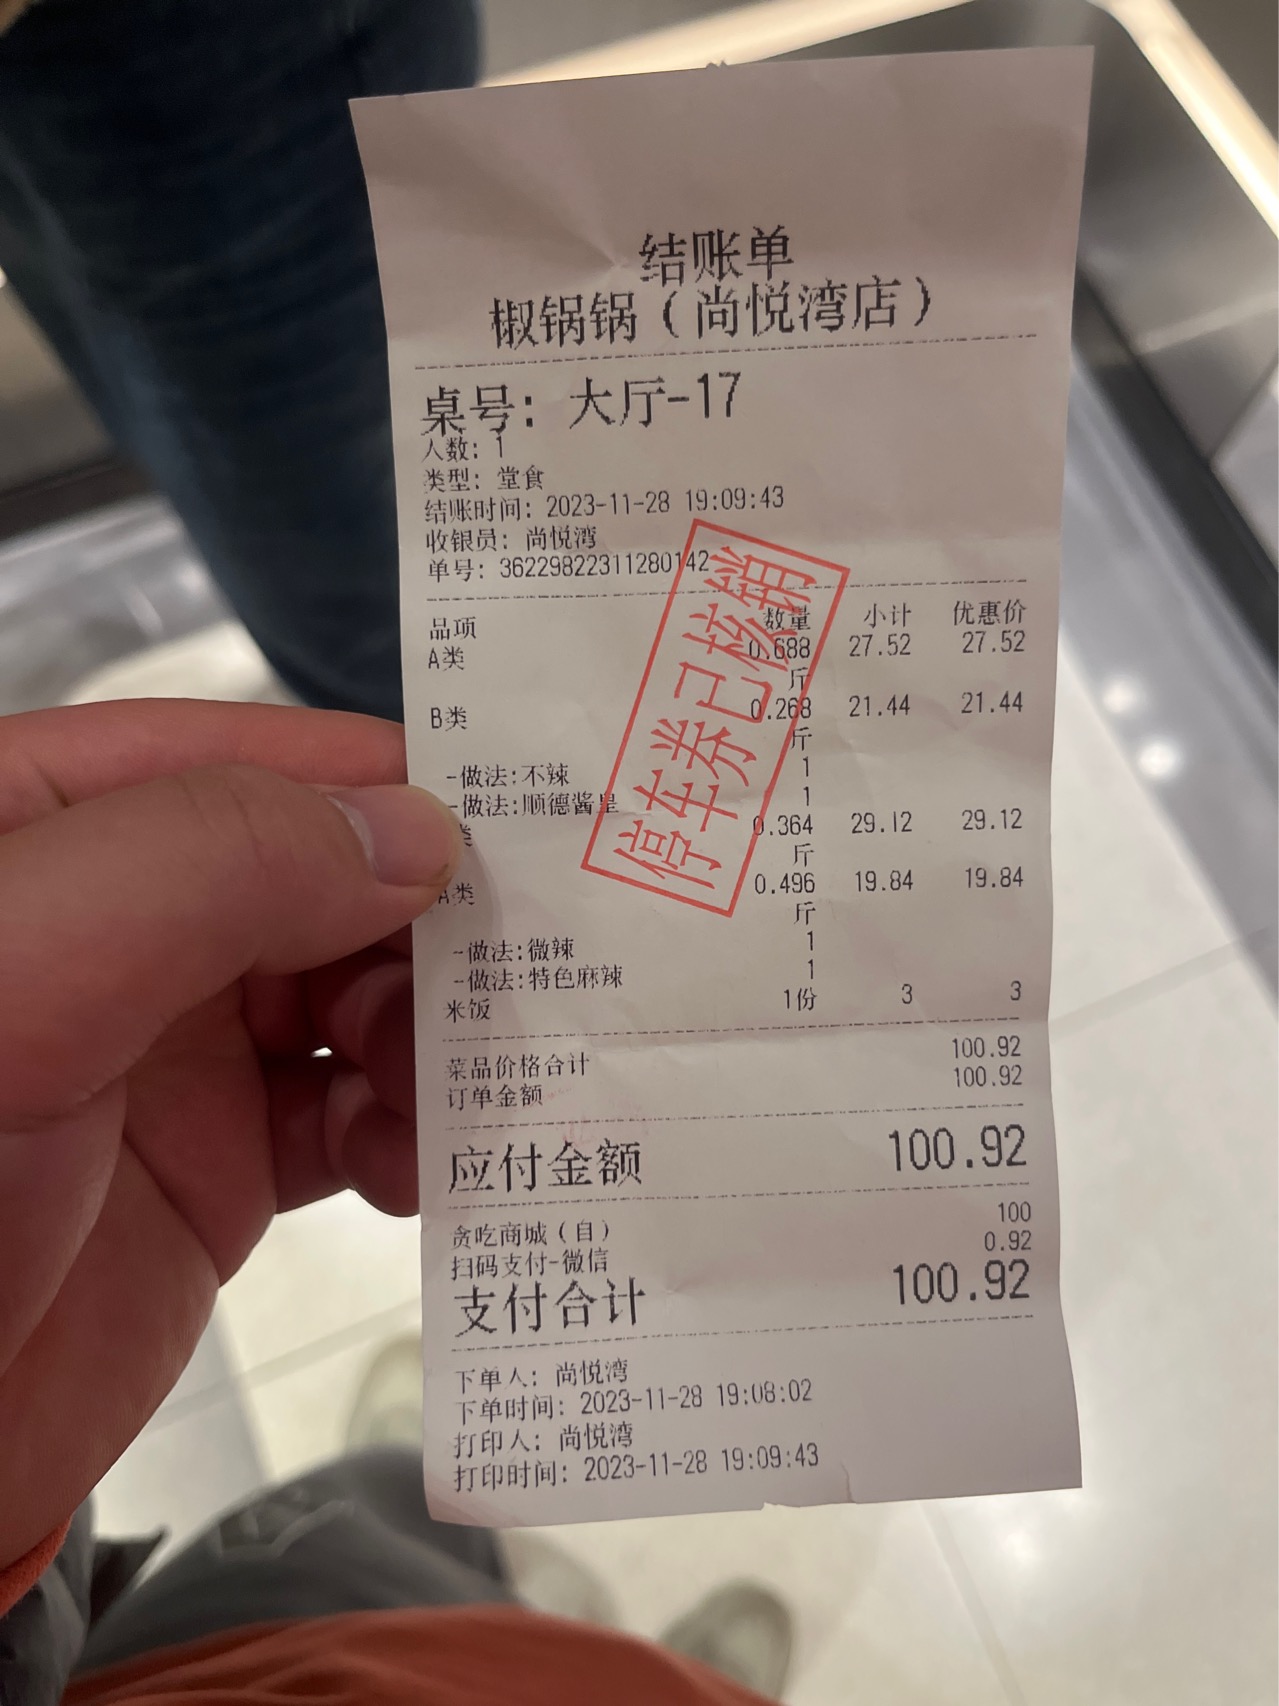 结账单
椒锅锅（尚悦湾店）
桌号: 大厅-17
人数: 1
类型: 堂食
结账时间: 2023-11-28 19:09:43
收银员: 尚悦湾
单号: 36229822311280142
停车券已核销
品项 数量 小计 优惠价
A类 0.688 27.52 27.52
斤
B类 0.268 21.44 21.44
斤
-做法:不辣 1
-做法:顺德酱皇 1
类 0.364 29.12 29.12
斤
A类 0.496 19.84 19.84
斤
-做法:微辣 1
-做法:特色麻辣 1
米饭 1份 3 3
菜品价格合计 100.92
订单金额 100.92
应付金额 100.92
贪吃商城（自） 100
扫码支付-微信 0.92
支付合计 100.92
下单人: 尚悦湾
下单时间: 2023-11-28 19:08:02
打印人: 尚悦湾
打印时间: 2023-11-28 19:09:43